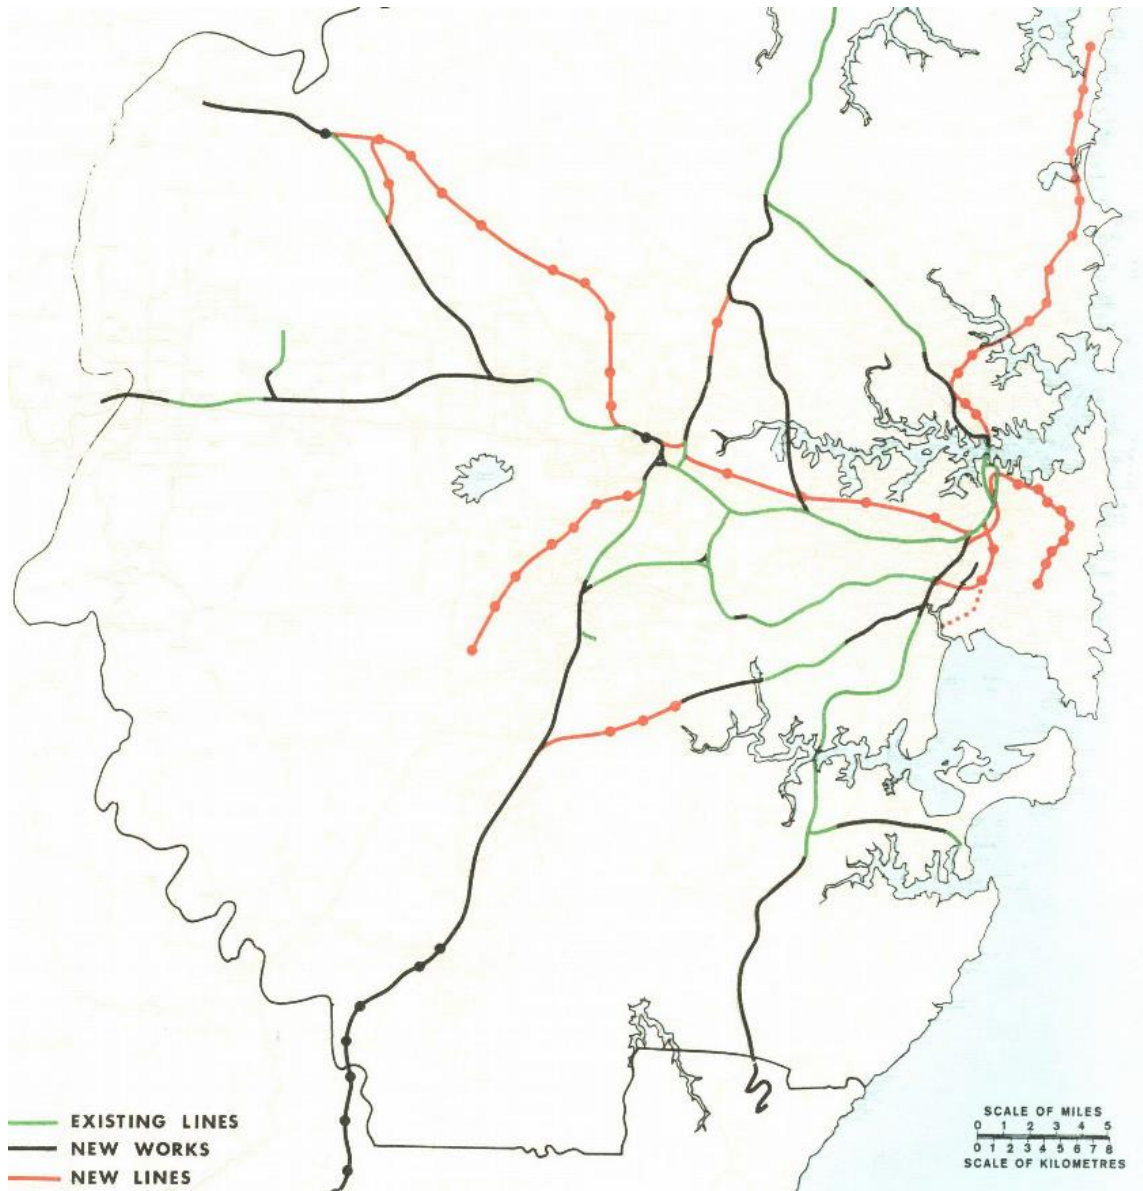 EXISTING LINES
NEW WORKS
NEW LINES
SCALE OF MILES
0 1 2 3 4 5
0 1 2 3 4 5 6 7 8
SCALE OF KILOMETRES